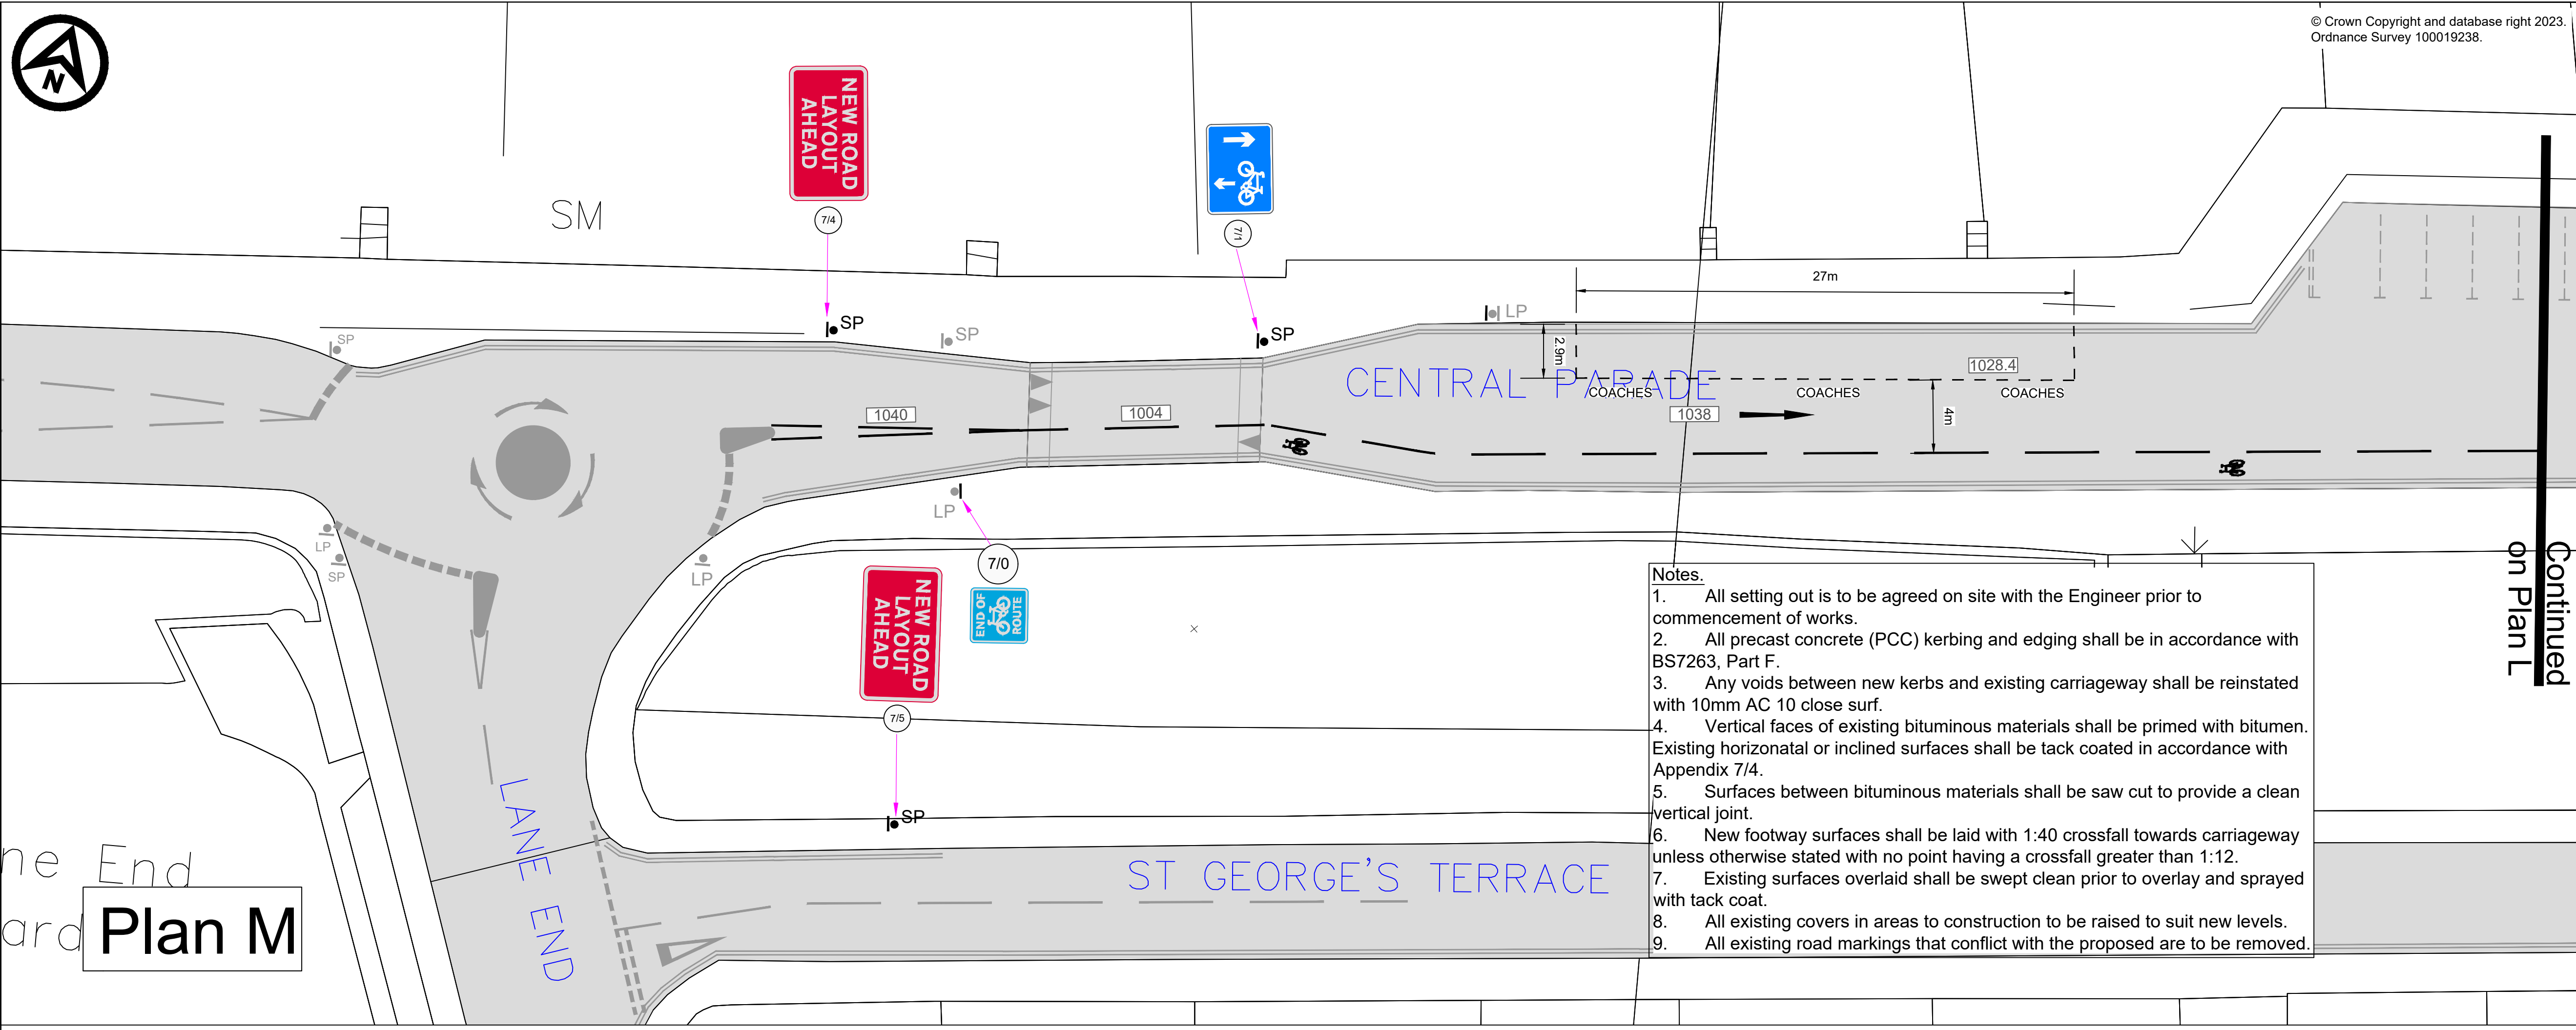 © Crown Copyright and database right 2023.
Ordnance Survey 100019238.
N
NEW ROAD
LAYOUT
AHEAD
7/4
7/1
SM
SP
SP
SP
SP
LP
27m
2.9m
1028.4
CENTRAL PARADE
COACHES
COACHES
COACHES
1040
1004
1038
4m
LP
LP
SP
LP
7/0
END OF
ROUTE
NEW ROAD
LAYOUT
AHEAD
7/5
SP
Continued
on Plan L
LANE END
ST GEORGE'S TERRACE
ne End
ard
Plan M
Notes.
1. All setting out is to be agreed on site with the Engineer prior to
commencement of works.
2. All precast concrete (PCC) kerbing and edging shall be in accordance with
BS7263, Part F.
3. Any voids between new kerbs and existing carriageway shall be reinstated
with 10mm AC 10 close surf.
4. Vertical faces of existing bituminous materials shall be primed with bitumen.
Existing horizonatal or inclined surfaces shall be tack coated in accordance with
Appendix 7/4.
5. Surfaces between bituminous materials shall be saw cut to provide a clean
vertical joint.
6. New footway surfaces shall be laid with 1:40 crossfall towards carriageway
unless otherwise stated with no point having a crossfall greater than 1:12.
7. Existing surfaces overlaid shall be swept clean prior to overlay and sprayed
with tack coat.
8. All existing covers in areas to construction to be raised to suit new levels.
9. All existing road markings that conflict with the proposed are to be removed.